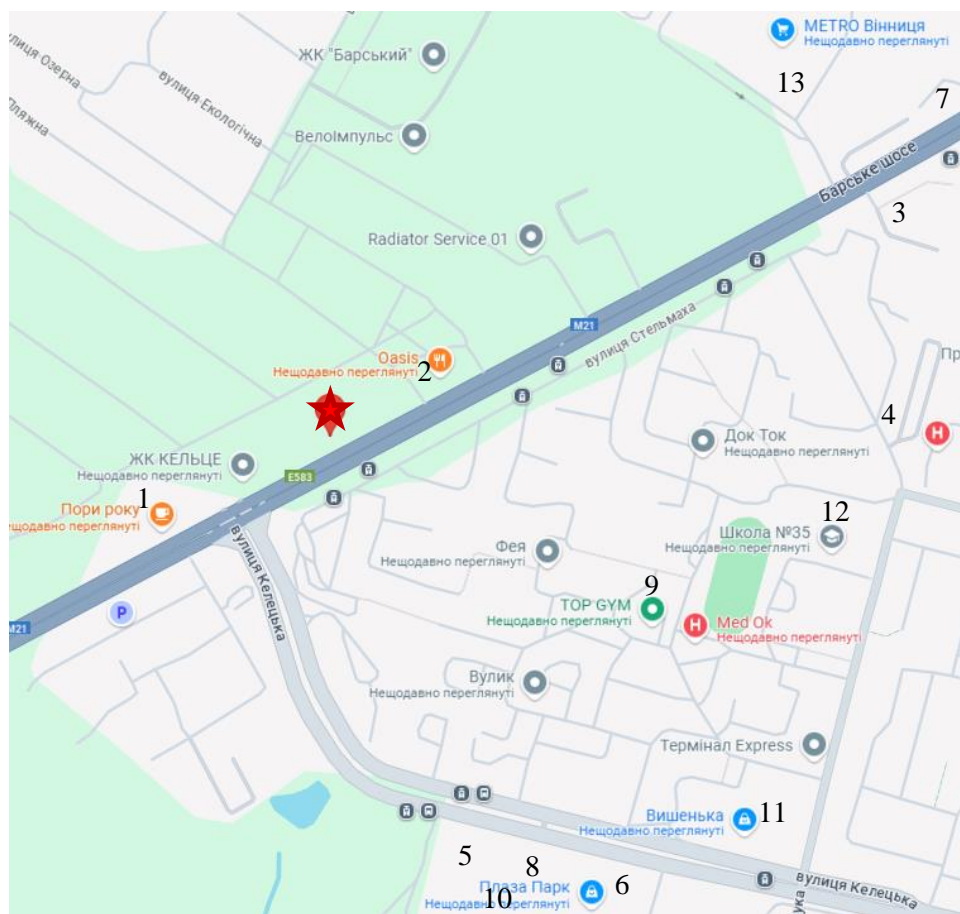 METRO Вінниця
Нещодавно переглянуті
13
7
ЖК "Барський"
вулиця Озерна
вулиця Екологічна
Пляжна
ВелоІмпульс
Барське шосе
3
Radiator Service 01
M21
вулиця Стельмаха
Oasis
Нещодавно переглянуті
2
4
Док Ток
Нещодавно переглянуті
ЖК КЕЛЬЦЕ
Нещодавно переглянуті
E583
1
Пори року
Нещодавно переглянуті
12
Школа №35
Нещодавно переглянуті
вулиця Келецька
Фея
Нещодавно переглянуті
9
TOP GYM
Нещодавно переглянуті
Med Ok
Нещодавно переглянуті
P
M21
Вулик
Нещодавно переглянуті
Термінал Express
Вишенька
Нещодавно переглянуті
11
5
8
6
Плаза Парк
Нещодавно переглянуті
10
вулиця Келецька